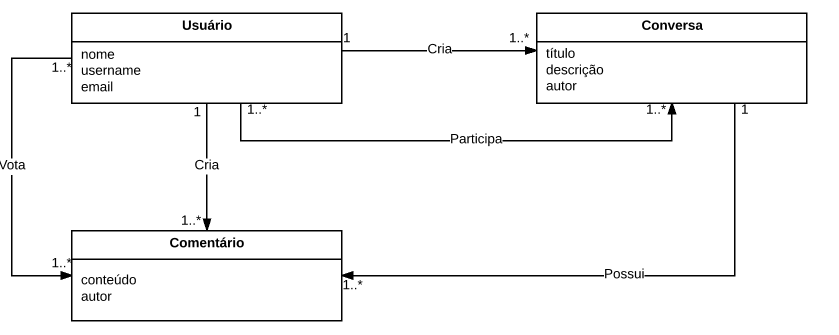 Usuário
nome
username
email
Conversa
título
descrição
autor
1
Cria
1..*
1..*
1
1..*
Participa
1..*
1
Vota
Cria
1..*
1..*
Comentário
conteúdo
autor
Possui
1..*